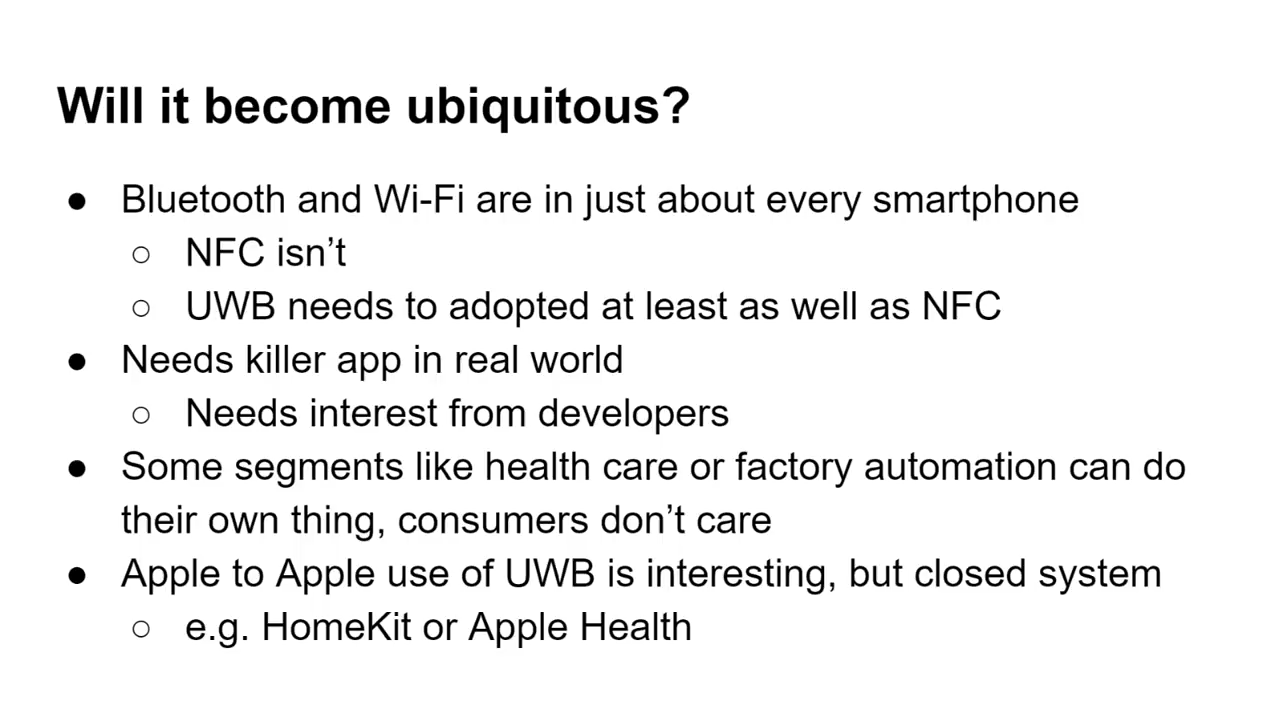 Will it become ubiquitous?
● Bluetooth and Wi-Fi are in just about every smartphone
○ NFC isn’t
○ UWB needs to adopted at least as well as NFC
● Needs killer app in real world
○ Needs interest from developers
● Some segments like health care or factory automation can do
their own thing, consumers don’t care
● Apple to Apple use of UWB is interesting, but closed system
○ e.g. HomeKit or Apple Health